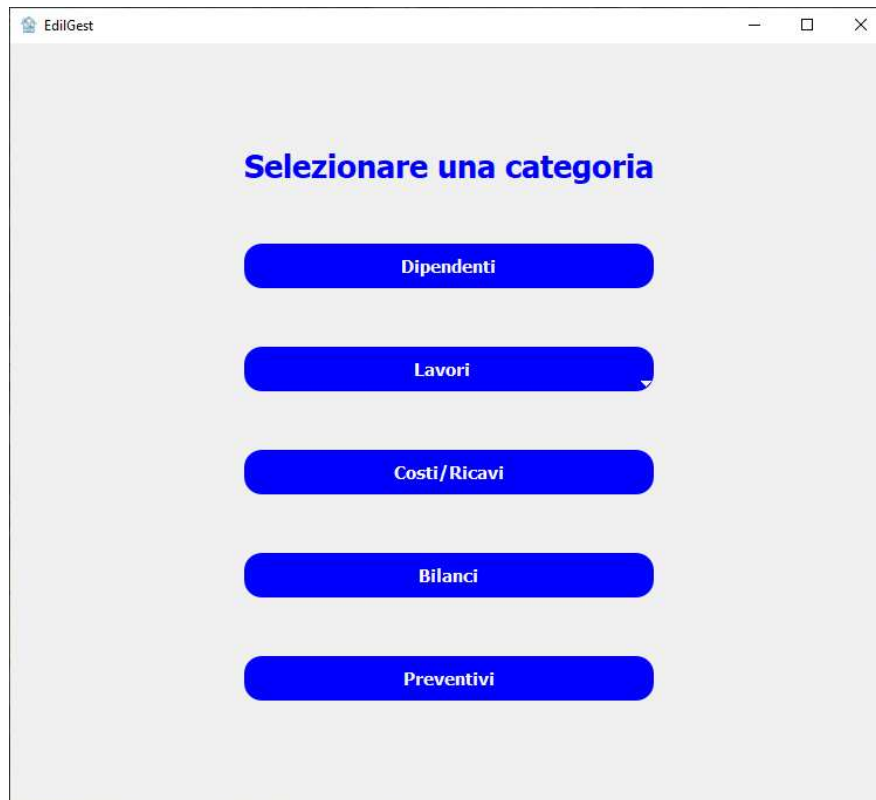 EdilGest
Selezionare una categoria
Dipendenti
Lavori
Costi/Ricavi
Bilanci
Preventivi